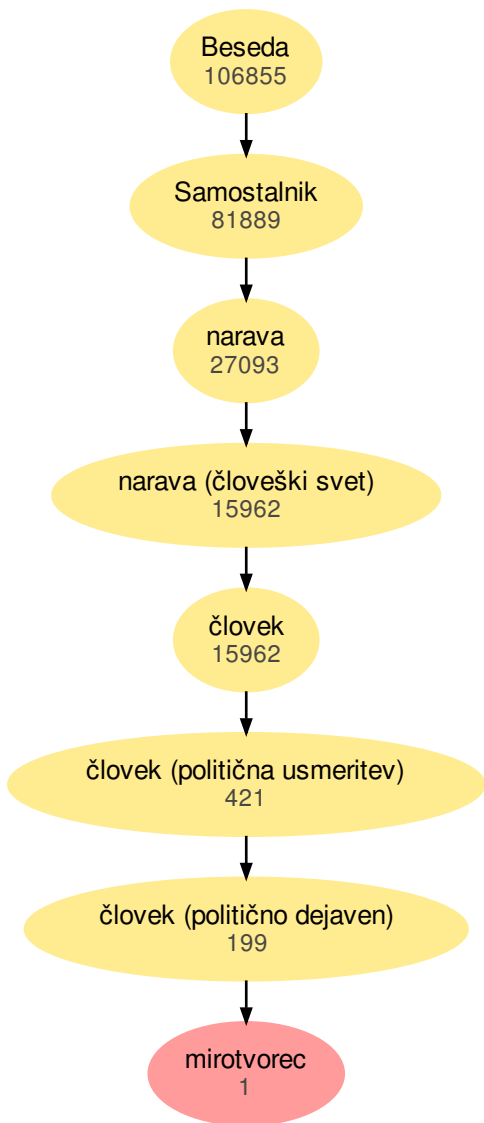 Beseda
106855
Samostalnik
81889
narava
27093
narava (človeški svet)
15962
človek
15962
človek (politična usmeritev)
421
človek (politično dejaven)
199
mirotvorec
1